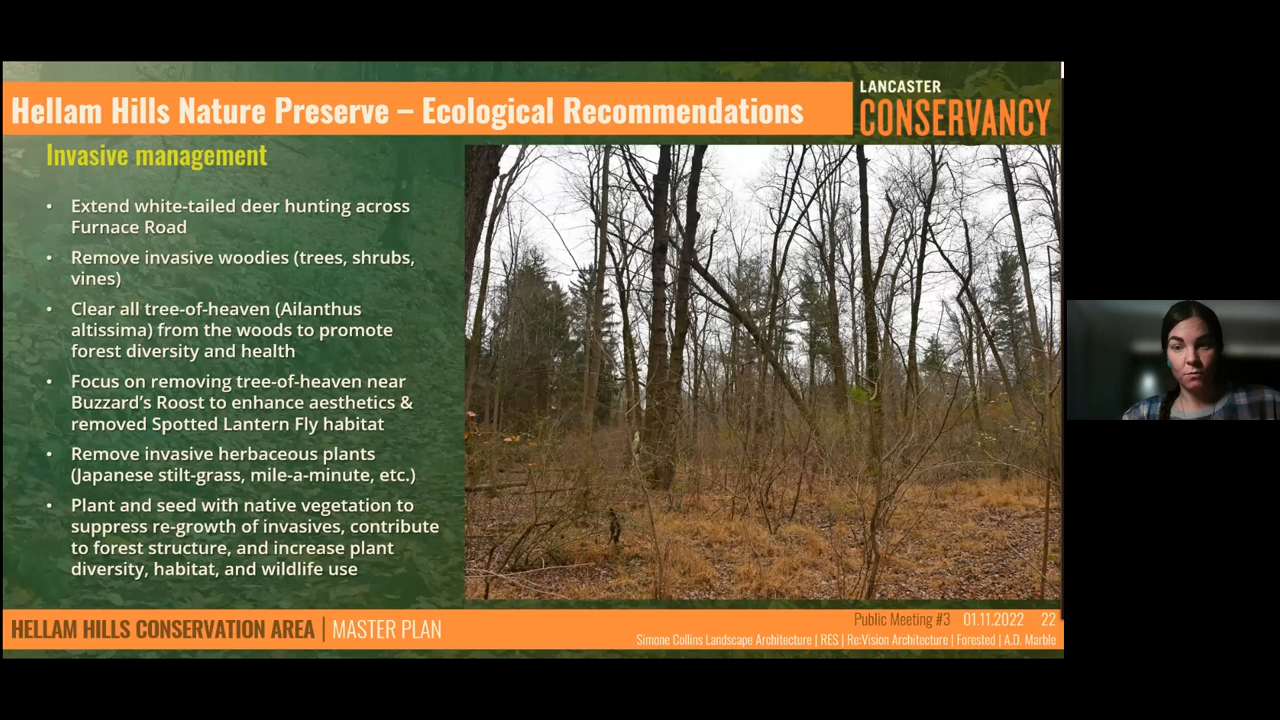 Hellam Hills Nature Preserve – Ecological Recommendations
LANCASTER
CONSERVANCY
Invasive management
• Extend white-tailed deer hunting across
Furnace Road
• Remove invasive woodies (trees, shrubs,
vines)
• Clear all tree-of-heaven (Ailanthus
altissima) from the woods to promote
forest diversity and health
• Focus on removing tree-of-heaven near
Buzzard's Roost to enhance aesthetics &
removed Spotted Lantern Fly habitat
• Remove invasive herbaceous plants
(Japanese stilt-grass, mile-a-minute, etc.)
• Plant and seed with native vegetation to
suppress re-growth of invasives, contribute
to forest structure, and increase plant
diversity, habitat, and wildlife use
HELLAM HILLS CONSERVATION AREA | MASTER PLAN
Public Meeting #3 01.11.2022 22
Simone Collins Landscape Architecture | RES | Re:Vision Architecture | Forested | A.D. Marble